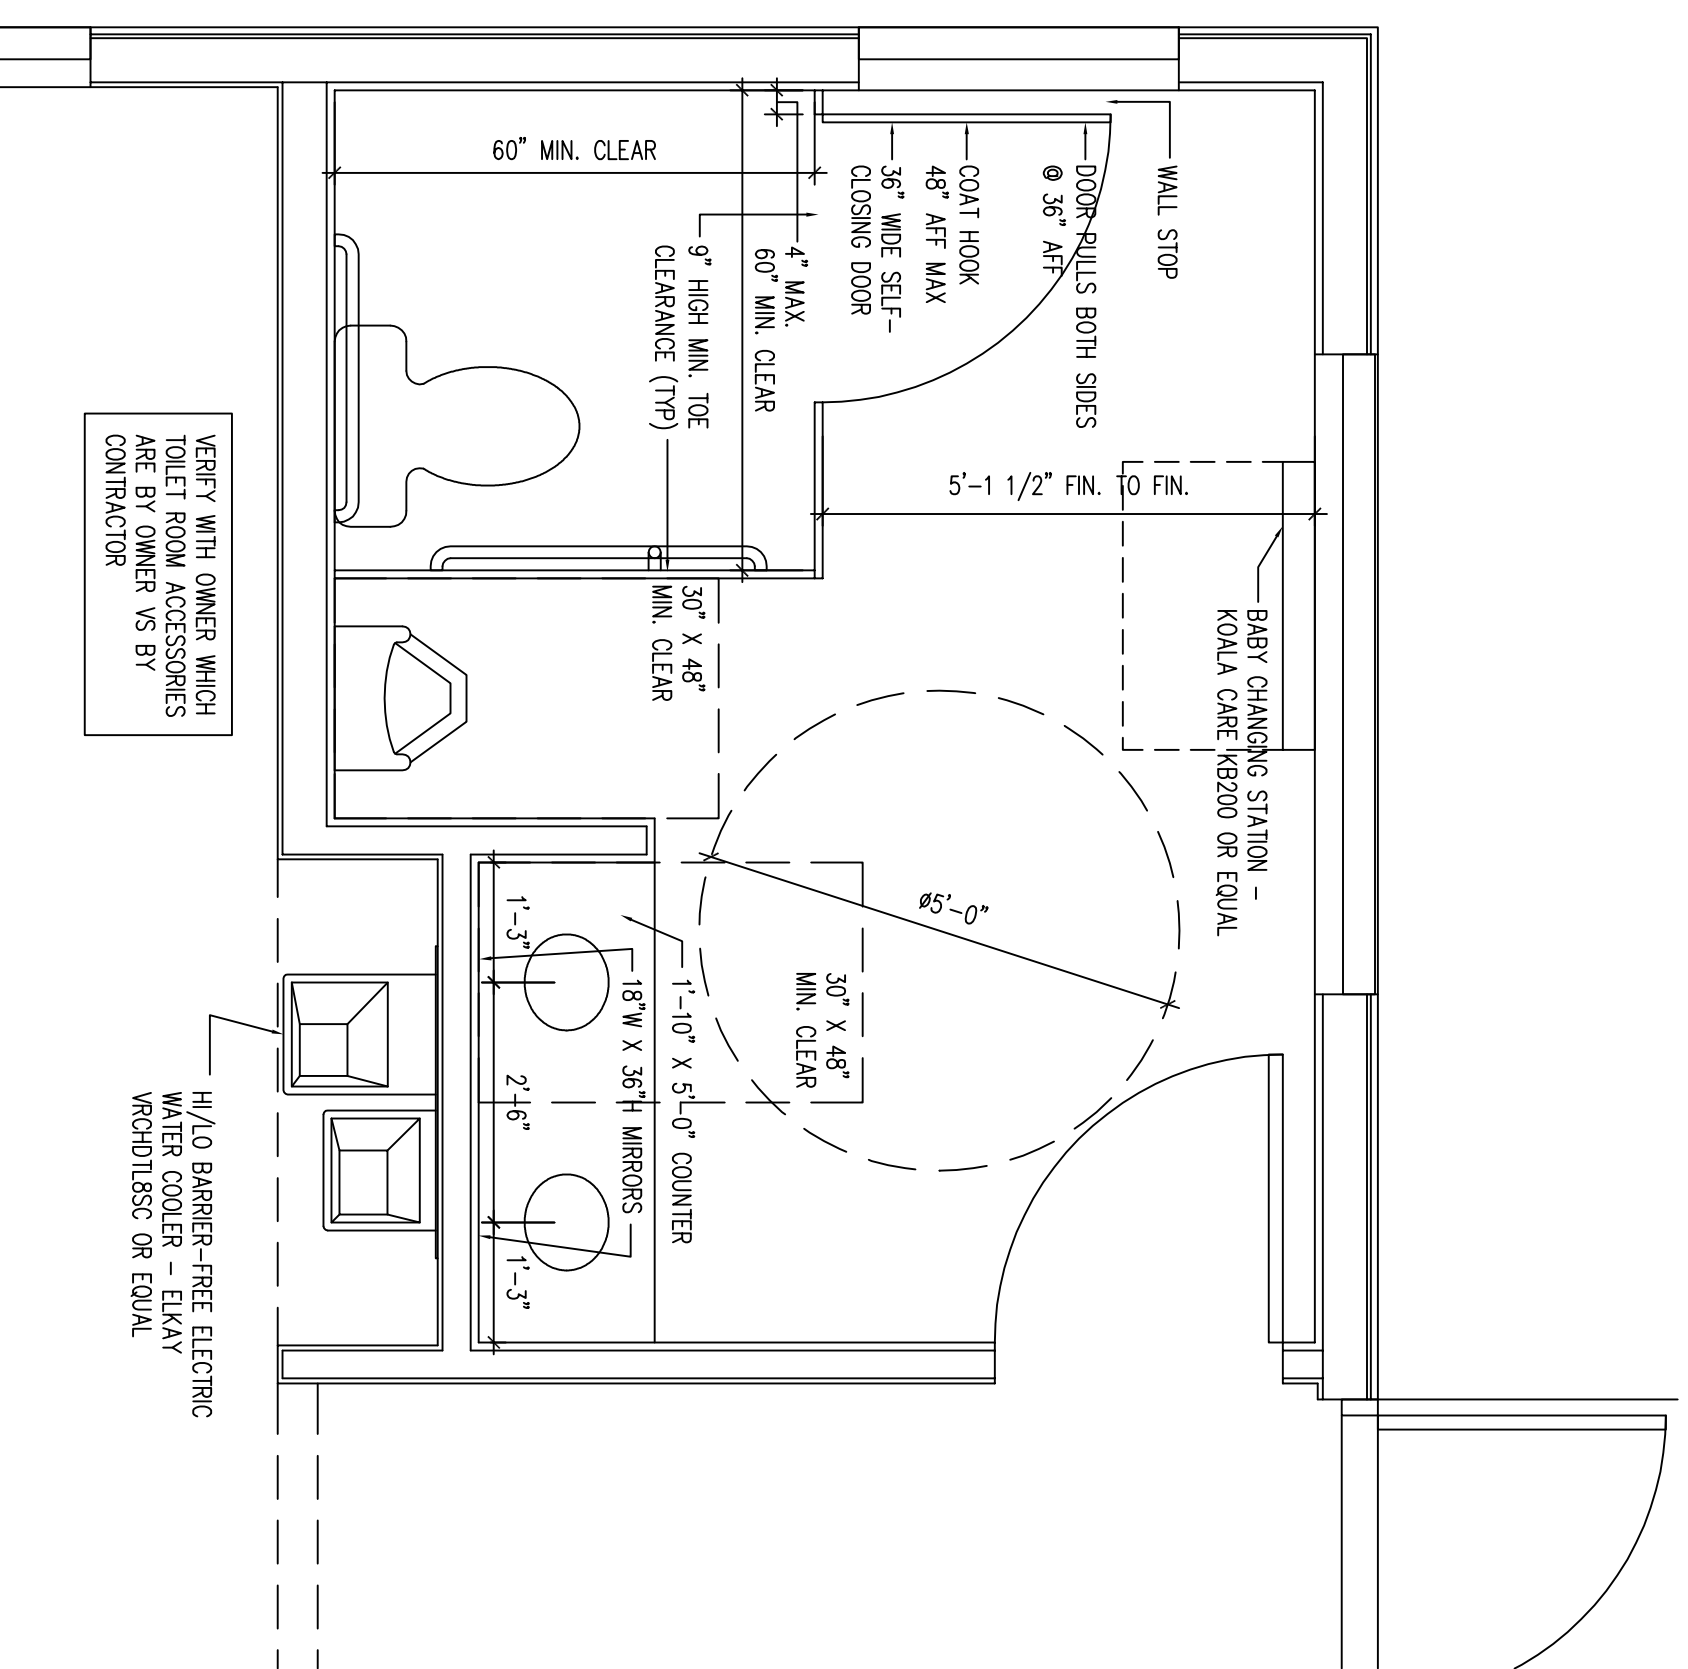 WALL STOP
DOOR PULLS BOTH SIDES
@ 36" AFF
COAT HOOK
48" AFF MAX
36" WIDE SELF-
CLOSING DOOR
4" MAX.
60" MIN. CLEAR
9" HIGH MIN. TOE
CLEARANCE (TYP)
60" MIN. CLEAR
5'-1 1/2" FIN. TO FIN.
BABY CHANGING STATION -
KOALA CARE KB200 OR EQUAL
30" X 48"
MIN. CLEAR
ø5'-0"
30" X 48"
MIN. CLEAR
1'-10" X 5'-0" COUNTER
18"W X 36"H MIRRORS
1'-3"
2'-6"
1'-3"
VERIFY WITH OWNER WHICH
TOILET ROOM ACCESSORIES
ARE BY OWNER VS BY
CONTRACTOR
HI/LO BARRIER-FREE ELECTRIC
WATER COOLER - ELKAY
VRCHDTL8SC OR EQUAL